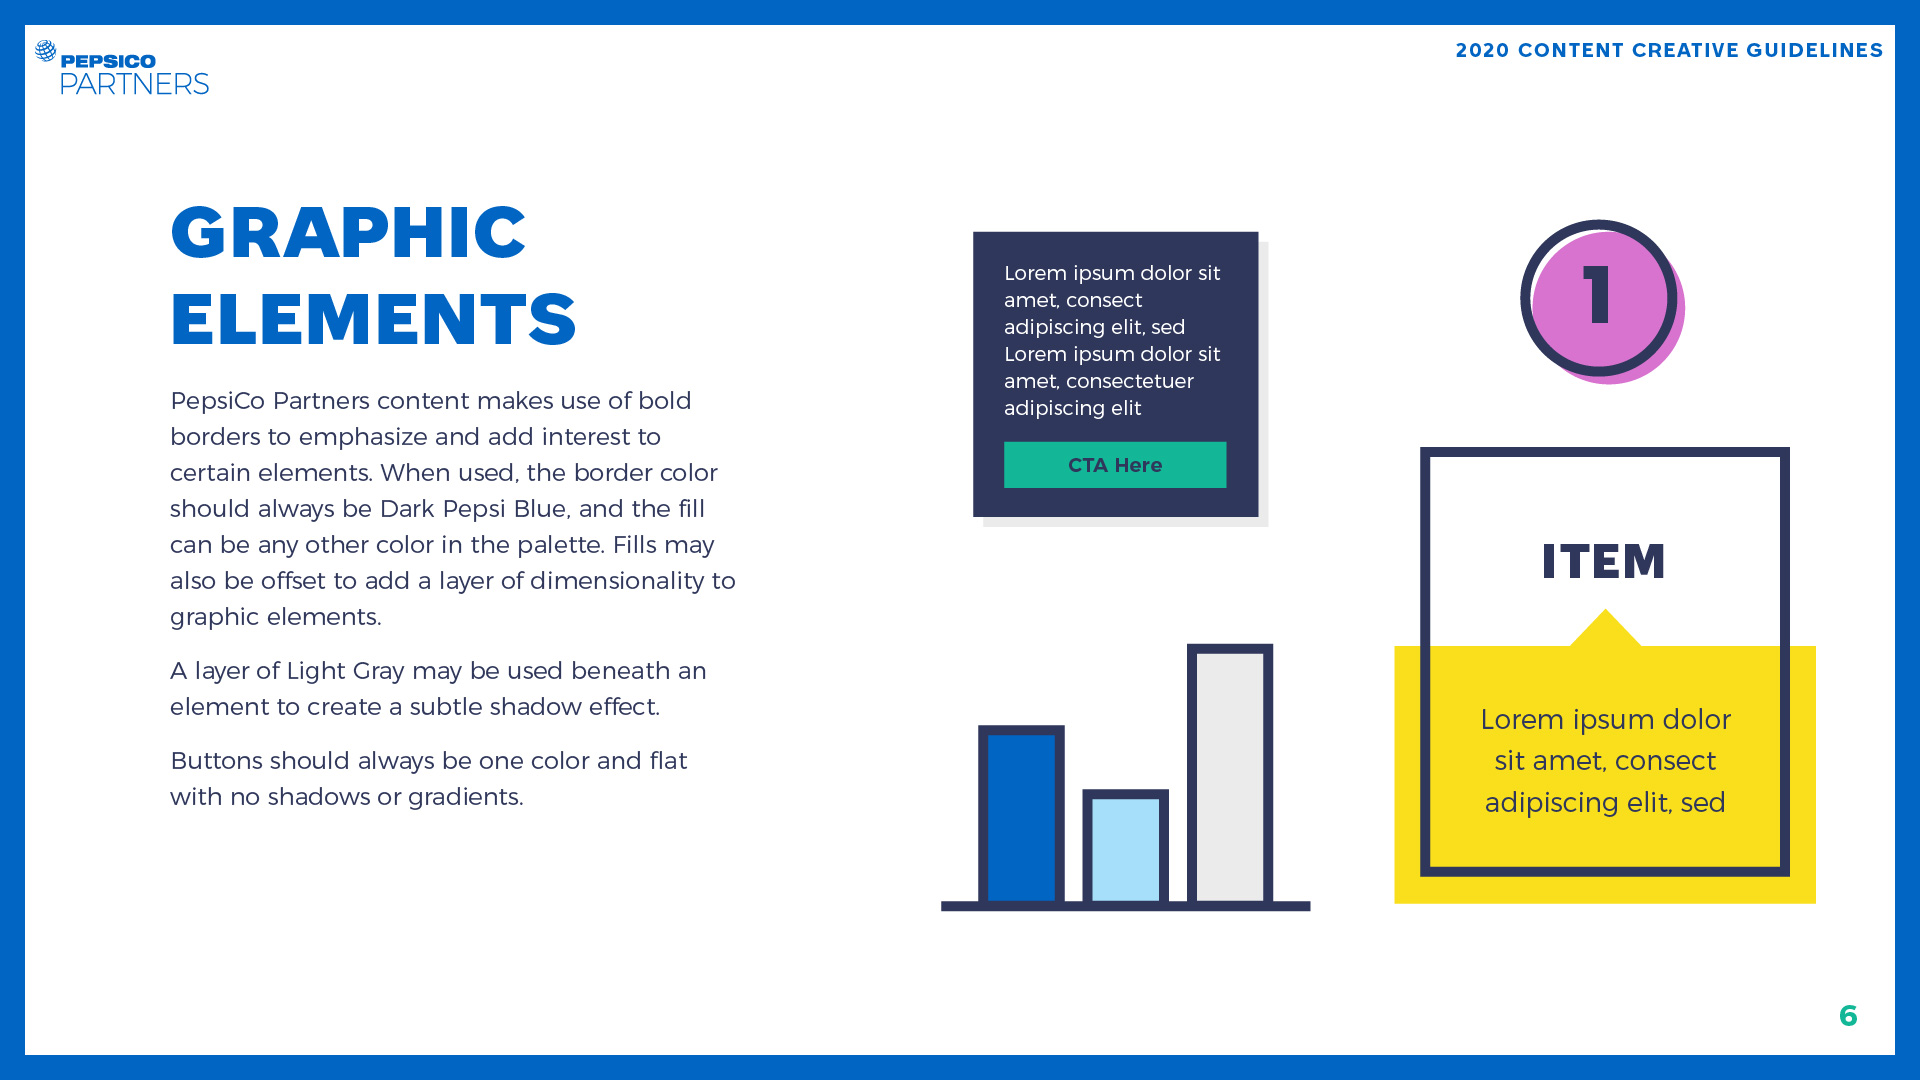 PEPSICO
PARTNERS
2020 CONTENT CREATIVE GUIDELINES
GRAPHIC
ELEMENTS
PepsiCo Partners content makes use of bold
borders to emphasize and add interest to
certain elements. When used, the border color
should always be Dark Pepsi Blue, and the fill
can be any other color in the palette. Fills may
also be offset to add a layer of dimensionality to
graphic elements.
A layer of Light Gray may be used beneath an
element to create a subtle shadow effect.
Buttons should always be one color and flat
with no shadows or gradients.
Lorem ipsum dolor sit
amet, consect
adipiscing elit, sed
Lorem ipsum dolor sit
amet, consectetuer
adipiscing elit
CTA Here
1
ITEM
Lorem ipsum dolor
sit amet, consect
adipiscing elit, sed
6